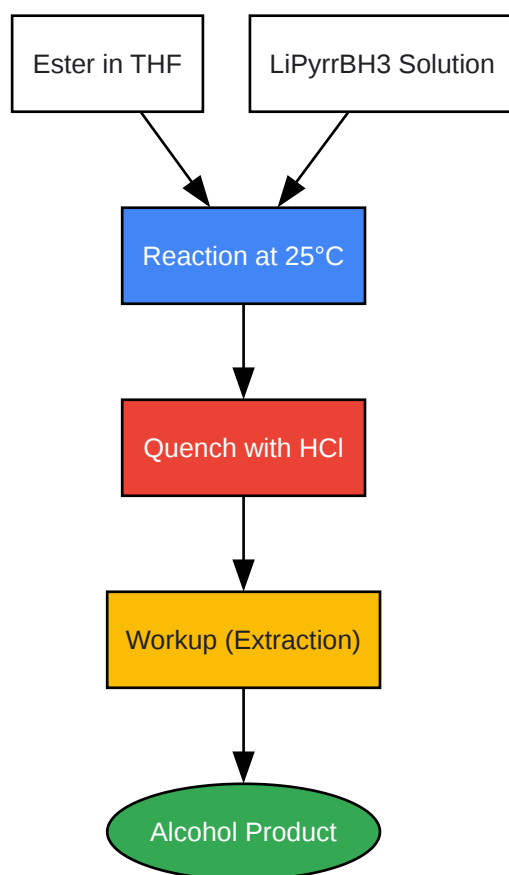 Ester in THF
LiPyrrBH3 Solution
Reaction at 25°C
Quench with HCl
Workup (Extraction)
Alcohol Product